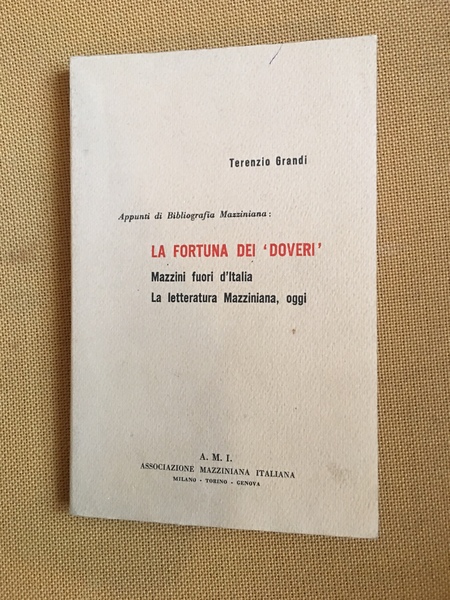 Terenzio Grandi
Appunti di Bibliografia Mazziniana:
LA FORTUNA DEI 'DOVERI'
Mazzini fuori d'Italia
La letteratura Mazziniana, oggi
A. M. I.
ASSOCIAZIONE MAZZINIANA ITALIANA
MILANO - TORINO - GENOVA